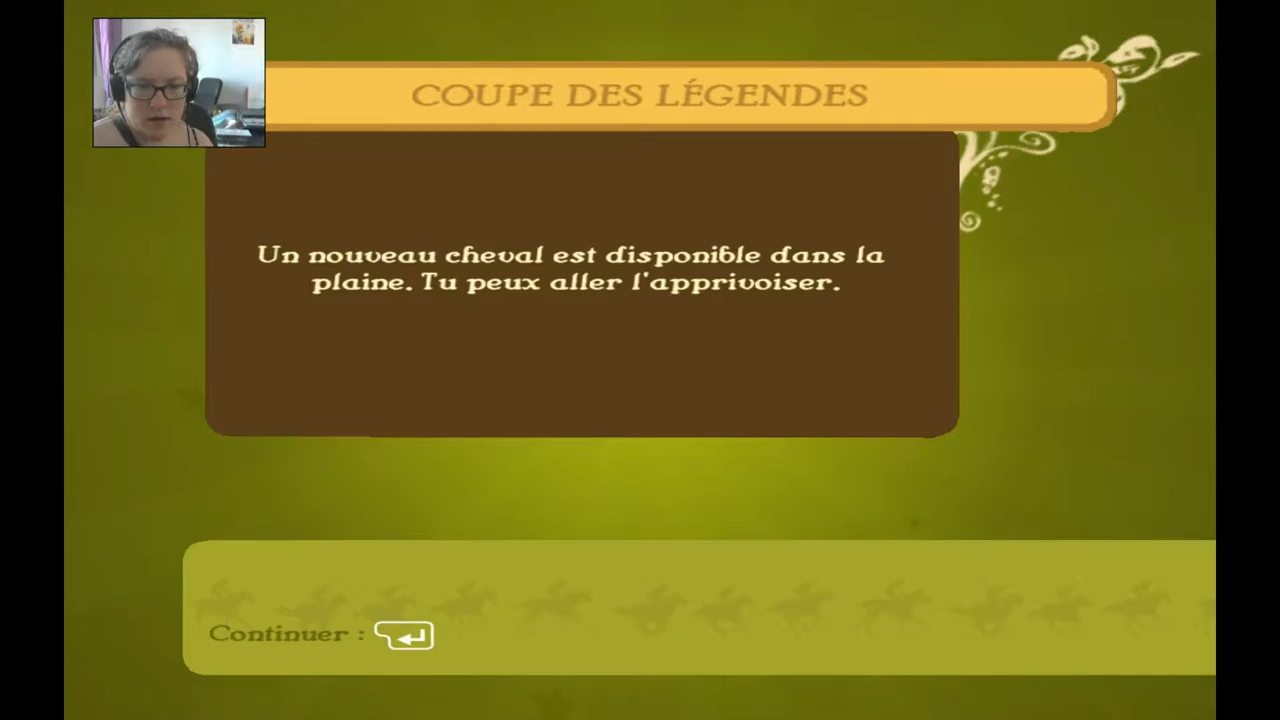 COUPE DES LÉGENDES
Un nouveau cheval est disponible dans la
plaine. Tu peux aller l'apprivoiser.
Continuer :